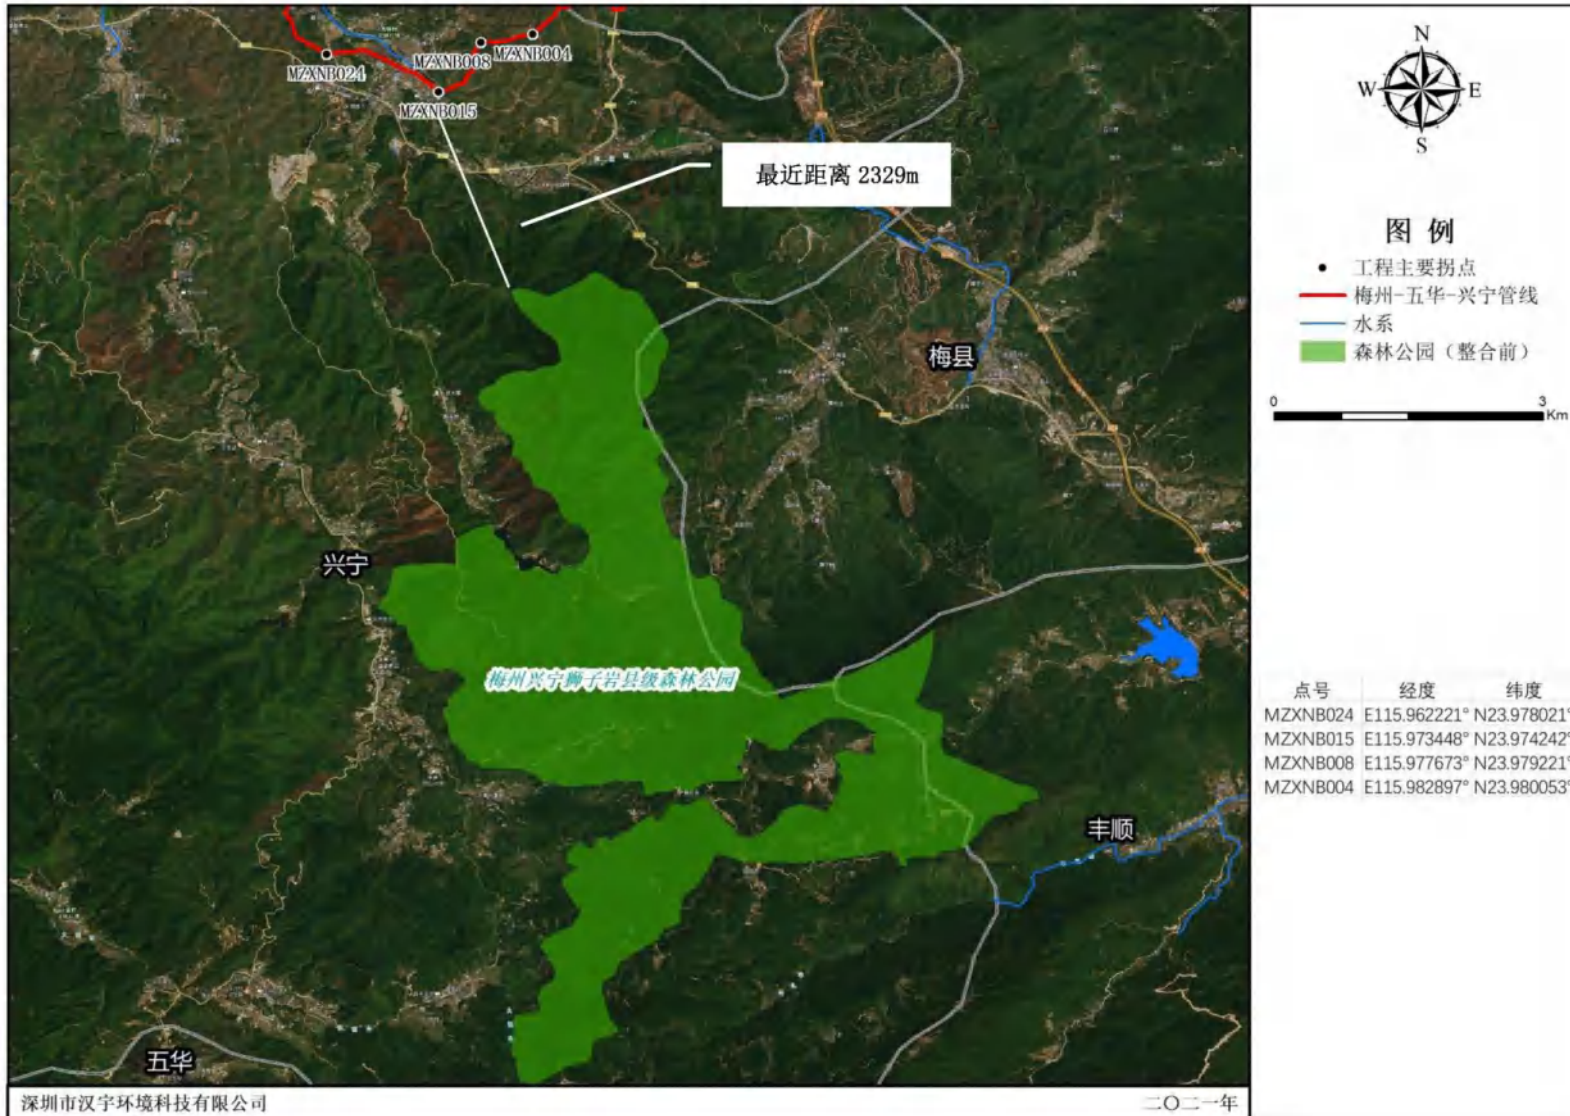 MZXNB004
MZXNB008
MZXNB024
MZXNB015
最近距离 2329m
梅县
兴宁
梅州兴宁狮子岩县级森林公园
丰顺
五华
深圳市汉宇环境科技有限公司
二〇二一年
N
W E
S
图 例
工程主要拐点
梅州-五华-兴宁管线
水系
森林公园（整合前）
0 3
Km
点号 经度 纬度
MZXNB024 E115.962221° N23.978021°
MZXNB015 E115.973448° N23.974242°
MZXNB008 E115.977673° N23.979221°
MZXNB004 E115.982897° N23.980053°